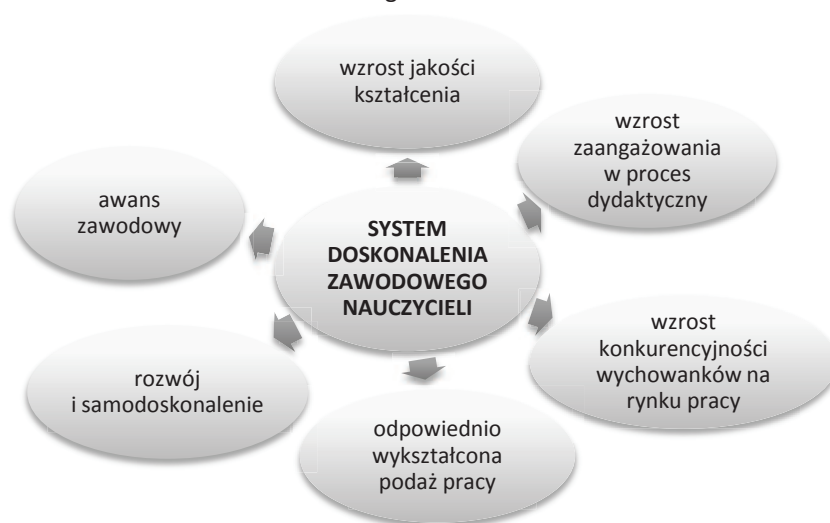 wzrost jakości
kształcenia
wzrost
zaangażowania
w proces
dydaktyczny
awans
zawodowy
SYSTEM
DOSKONALENIA
ZAWODOWEGO
NAUCZYCIELI
wzrost
konkurencyjności
wychowanków na
rynku pracy
rozwój
i samodoskonalenie
odpowiednio
wykształcona
podaż pracy